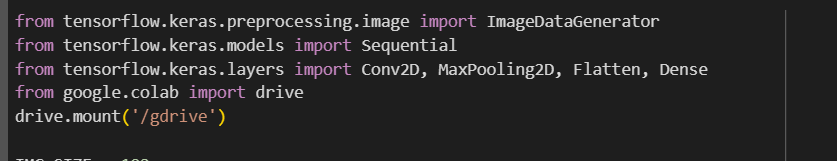 from tensorflow.keras.preprocessing.image import ImageDataGenerator
from tensorflow.keras.models import Sequential
from tensorflow.keras.layers import Conv2D, MaxPooling2D, Flatten, Dense
from google.colab import drive
drive.mount('/gdrive')